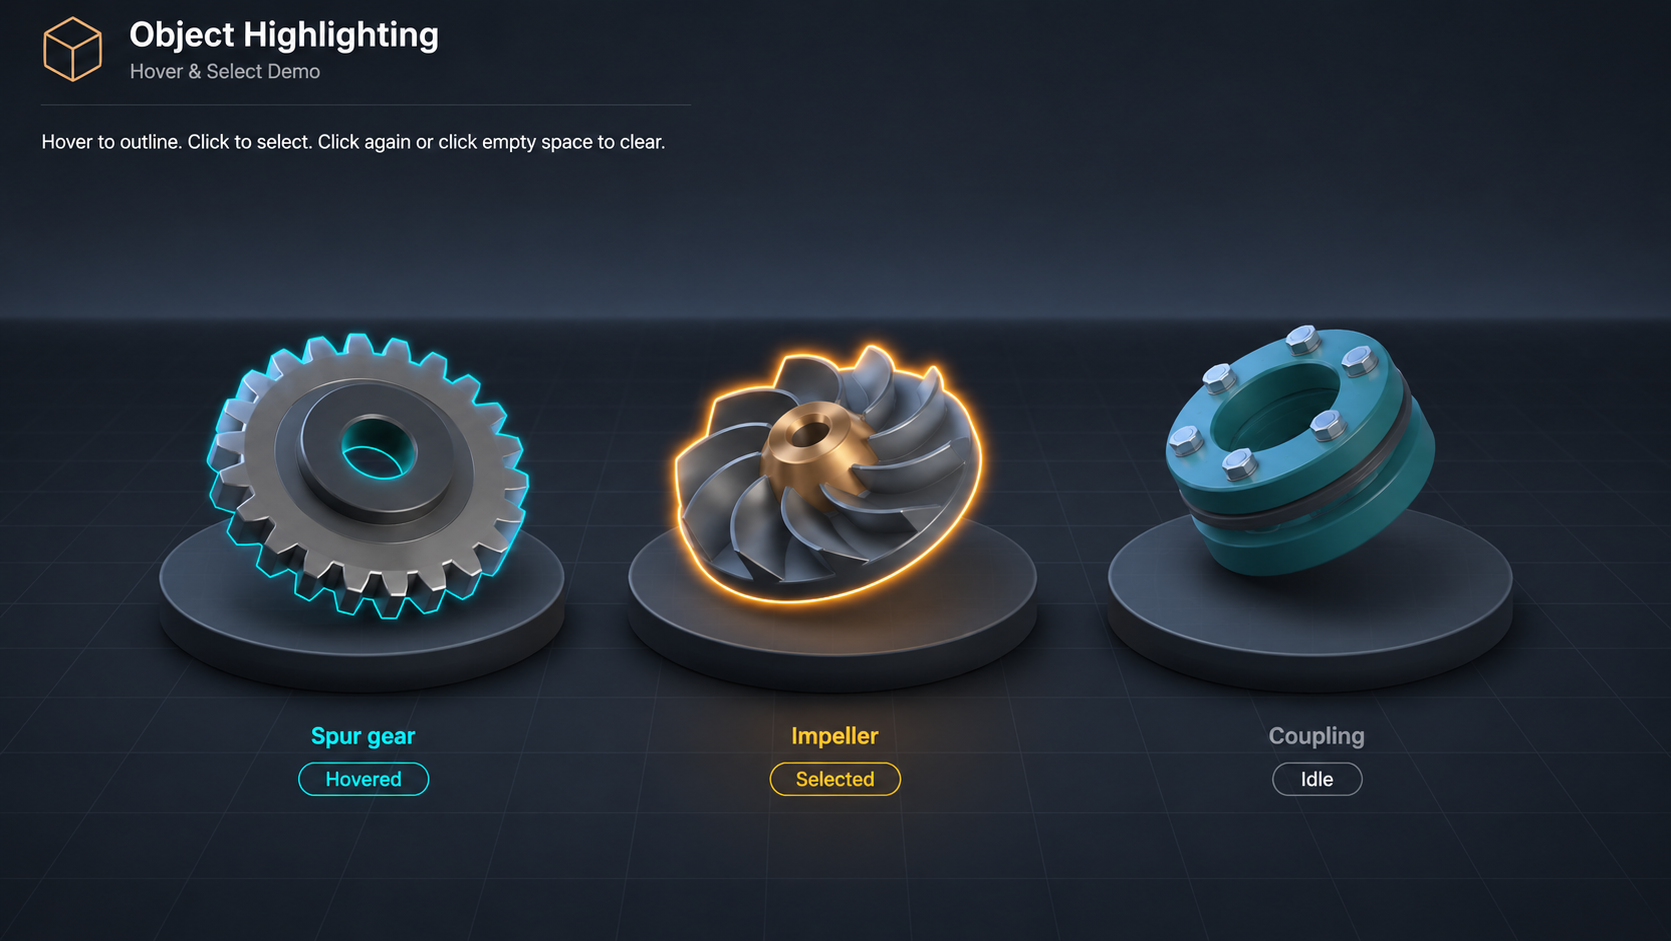 Object Highlighting
Hover & Select Demo
Hover to outline. Click to select. Click again or click empty space to clear.
Spur gear
Hovered
Impeller
Selected
Coupling
Idle